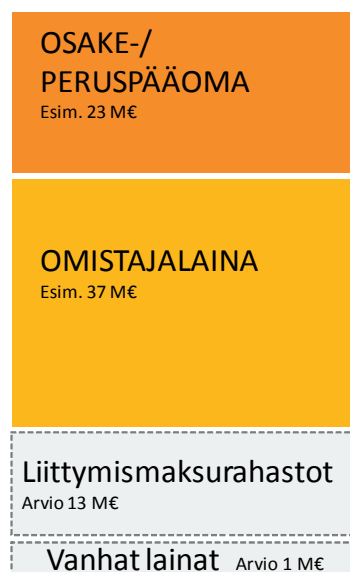 OSAKE-/
PERUSPÄÄOMA
Esim. 23 M€
OMISTAJALAINA
Esim. 37 M€
Liittymismaksurahastot
Arvio 13 M€
Vanhat lainat Arvio 1 M€